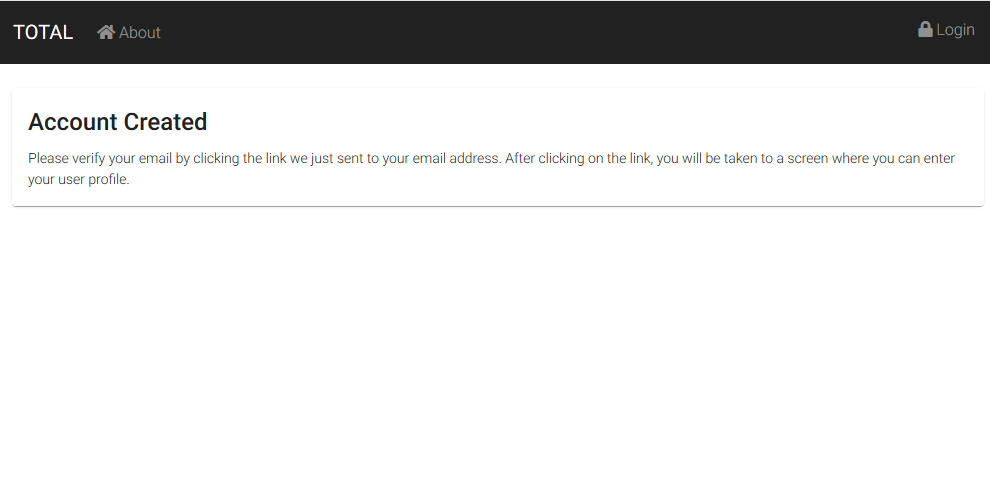 TOTAL About Login
Account Created
Please verify your email by clicking the link we just sent to your email address. After clicking on the link, you will be taken to a screen where you can enter
your user profile.